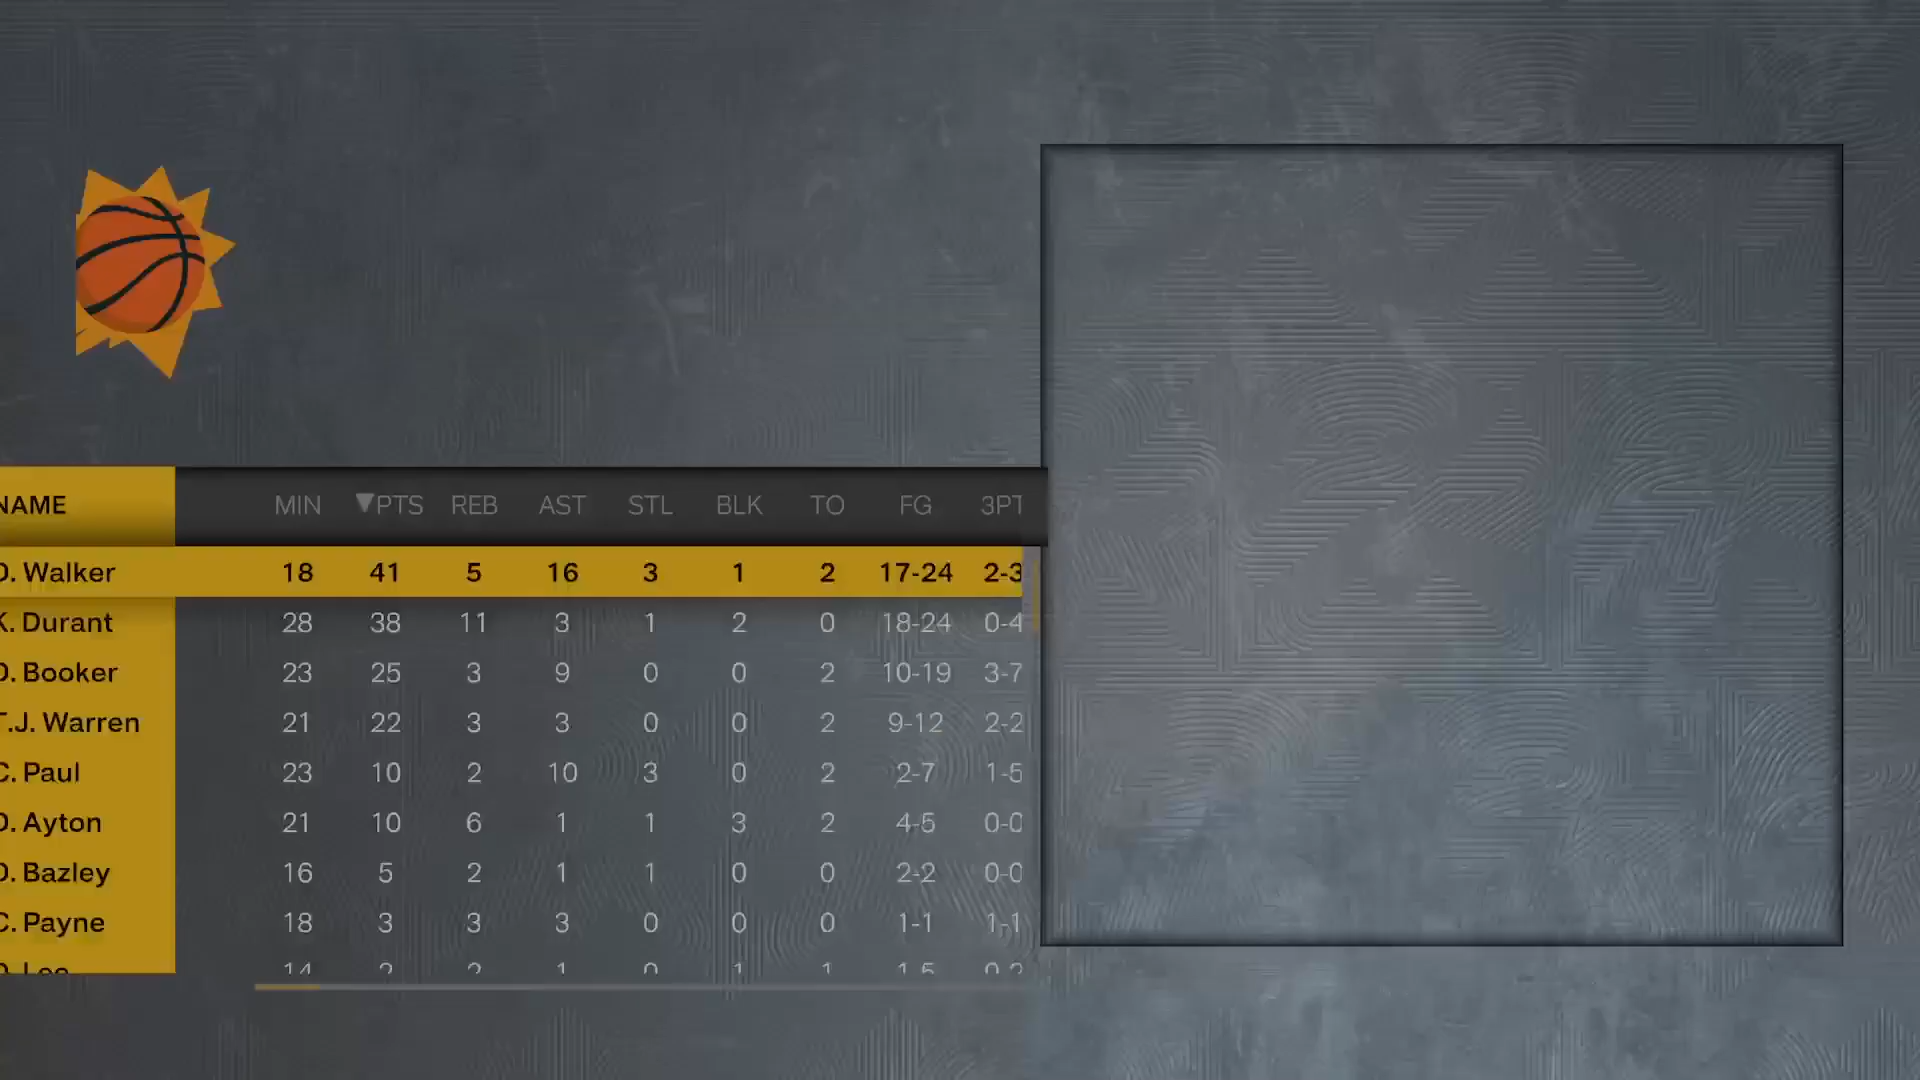 NAME MIN ▼PTS REB AST STL BLK TO FG 3PT
D. Walker 18 41 5 16 3 1 2 17-24 2-3
K. Durant 28 38 11 3 1 2 0 18-24 0-4
D. Booker 23 25 3 9 0 0 2 10-19 3-7
T.J. Warren 21 22 3 3 0 0 2 9-12 2-2
C. Paul 23 10 2 10 3 0 2 2-7 1-5
D. Ayton 21 10 6 1 1 3 2 4-5 0-0
D. Bazley 16 5 2 1 1 0 0 2-2 0-0
C. Payne 18 3 3 3 0 0 0 1-1 1-1